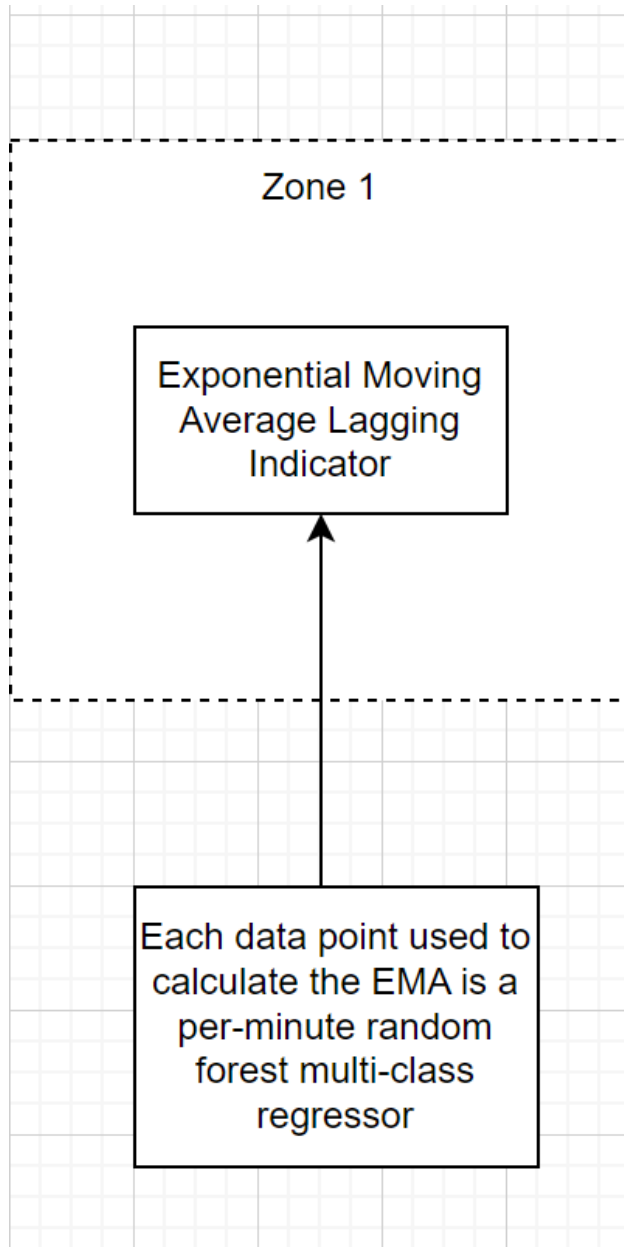 Zone 1
Exponential Moving
Average Lagging
Indicator
Each data point used to
calculate the EMA is a
per-minute random
forest multi-class
regressor